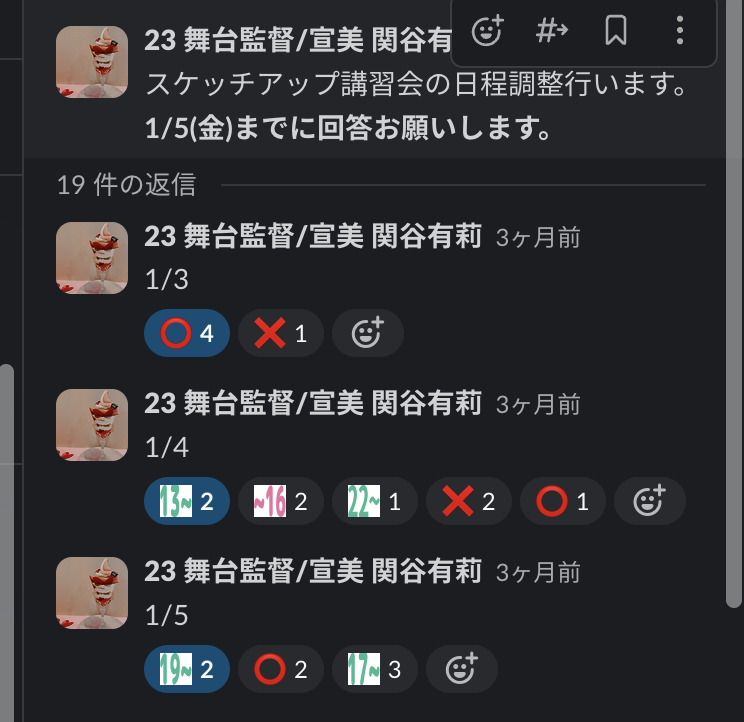 23 舞台監督/宣美 関谷有
スケッチアップ講習会の日程調整行います。
1/5(金)までに回答お願いします。
19 件の返信
23 舞台監督/宣美 関谷有莉 3ヶ月前
1/3
4 1
23 舞台監督/宣美 関谷有莉 3ヶ月前
1/4
13~ 2 ~16 2 22~ 1 2 1
23 舞台監督/宣美 関谷有莉 3ヶ月前
1/5
19~ 2 2 17~ 3